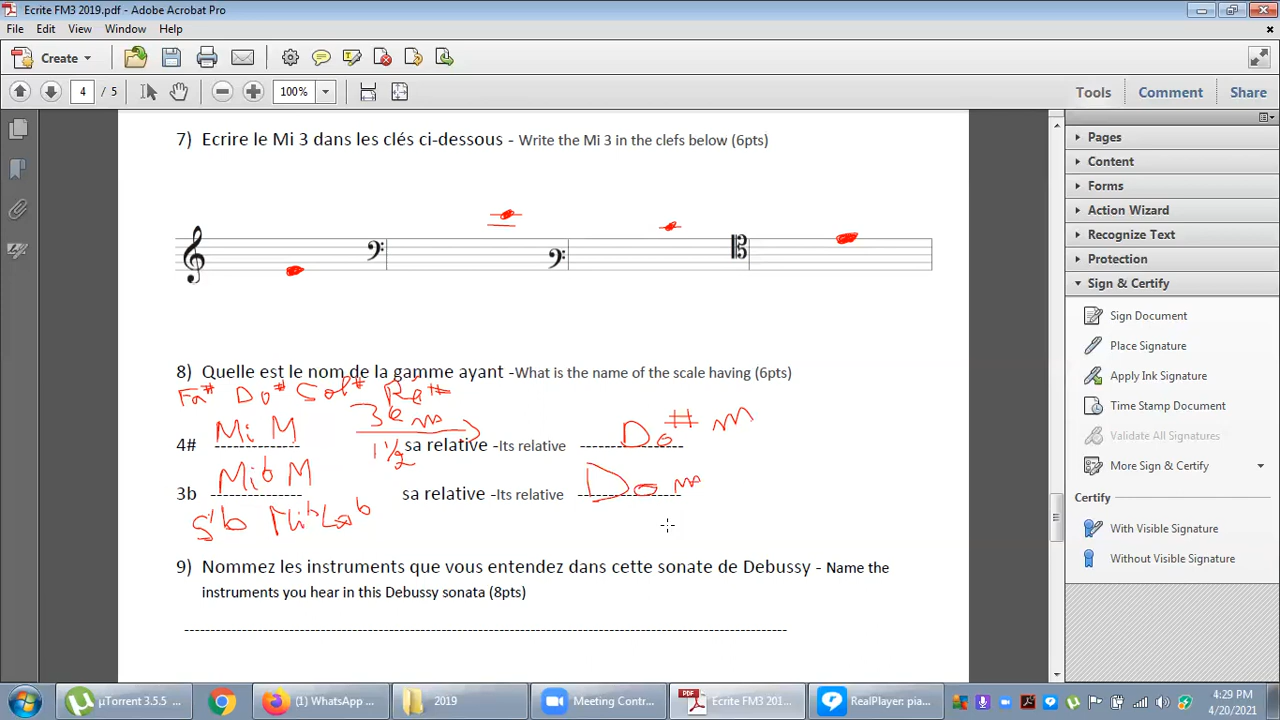 Ecrite FM3 2019.pdf - Adobe Acrobat Pro
File Edit View Window Help
Create
4 / 5
100%
Tools Comment Share
7) Ecrire le Mi 3 dans les clés ci-dessous - Write the Mi 3 in the clefs below (6pts)
8) Quelle est le nom de la gamme ayant -What is the name of the scale having (6pts)
Fa# Do# Sol# Ré#
4# Mi M 3e m 1½ sa relative -Its relative Do# m
3b Mib M sa relative -Its relative Do m
sib Mib Lab
9) Nommez les instruments que vous entendez dans cette sonate de Debussy - Name the
instruments you hear in this Debussy sonata (8pts)
Pages
Content
Forms
Action Wizard
Recognize Text
Protection
Sign & Certify
Sign Document
Place Signature
Apply Ink Signature
Time Stamp Document
Validate All Signatures
More Sign & Certify
Certify
With Visible Signature
Without Visible Signature
µTorrent 3.5.5 ...
(1) WhatsApp ...
2019
Meeting Contr...
Ecrite FM3 2019....
RealPlayer: pia...
4:29 PM
4/20/2021